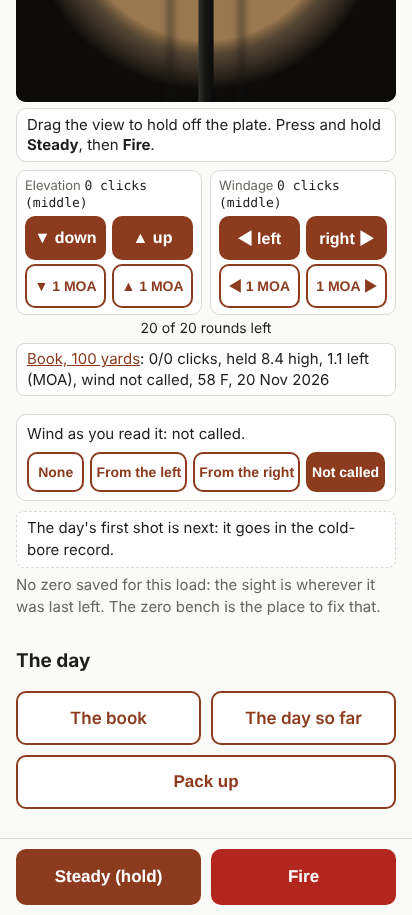 Drag the view to hold off the plate. Press and hold
Steady, then Fire.
Elevation 0 clicks
(middle)
▼ down
▲ up
▼ 1 MOA
▲ 1 MOA
Windage 0 clicks
(middle)
◀ left
right ▶
◀ 1 MOA
1 MOA ▶
20 of 20 rounds left
Book, 100 yards: 0/0 clicks, held 8.4 high, 1.1 left
(MOA), wind not called, 58 F, 20 Nov 2026
Wind as you read it: not called.
None
From the left
From the right
Not called
The day's first shot is next: it goes in the cold-
bore record.
No zero saved for this load: the sight is wherever it
was last left. The zero bench is the place to fix that.
The day
The book
The day so far
Pack up
Steady (hold)
Fire